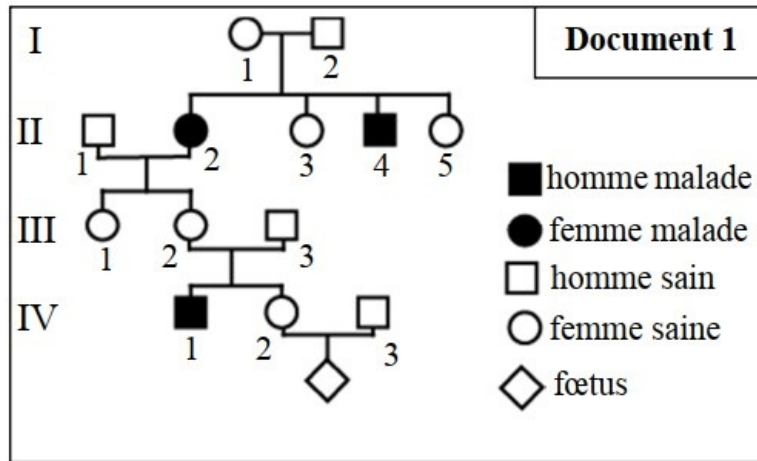 I
Document 1
1 2
II
1 2 3 4 5
homme malade
III
femme malade
1 2 3
homme sain
IV
femme saine
1 2 3
fœtus